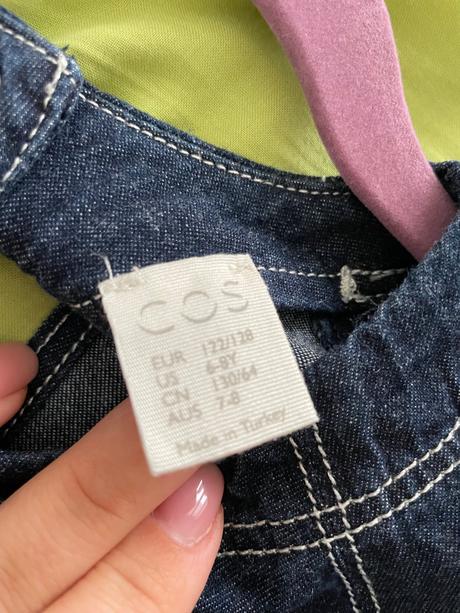 COS
EUR 122/128
US 6-8Y
CN 130/64
AUS 7-8
Made in Turkey